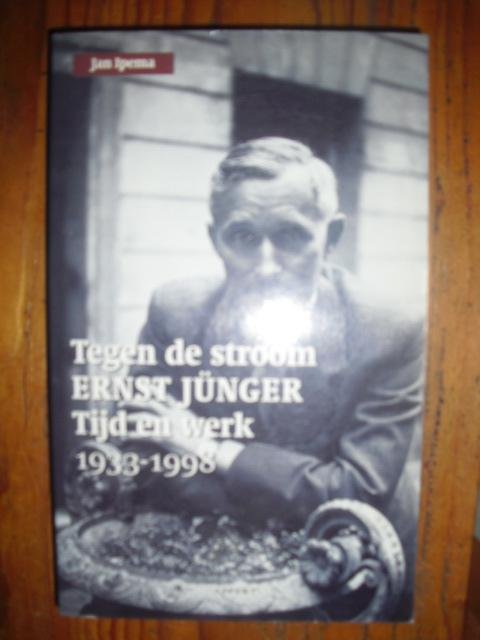 Jan Ipema
Tegen de stroom
ERNST JÜNGER
Tijd en werk
1933-1998